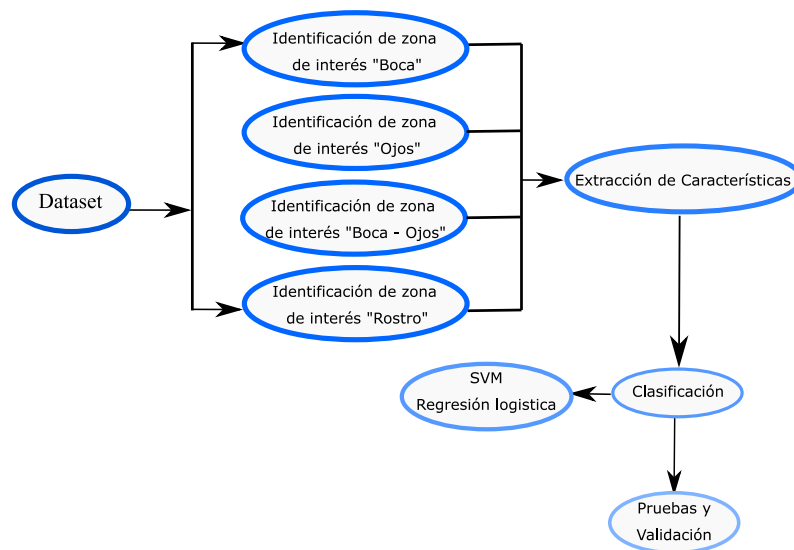 Identificación de zona
de interés "Boca"
Identificación de zona
de interés "Ojos"
Dataset
Identificación de zona
de interés "Boca - Ojos"
Identificación de zona
de interés "Rostro"
Extracción de Característícas
SVM
Regresión logistica
Clasificación
Pruebas y
Validación